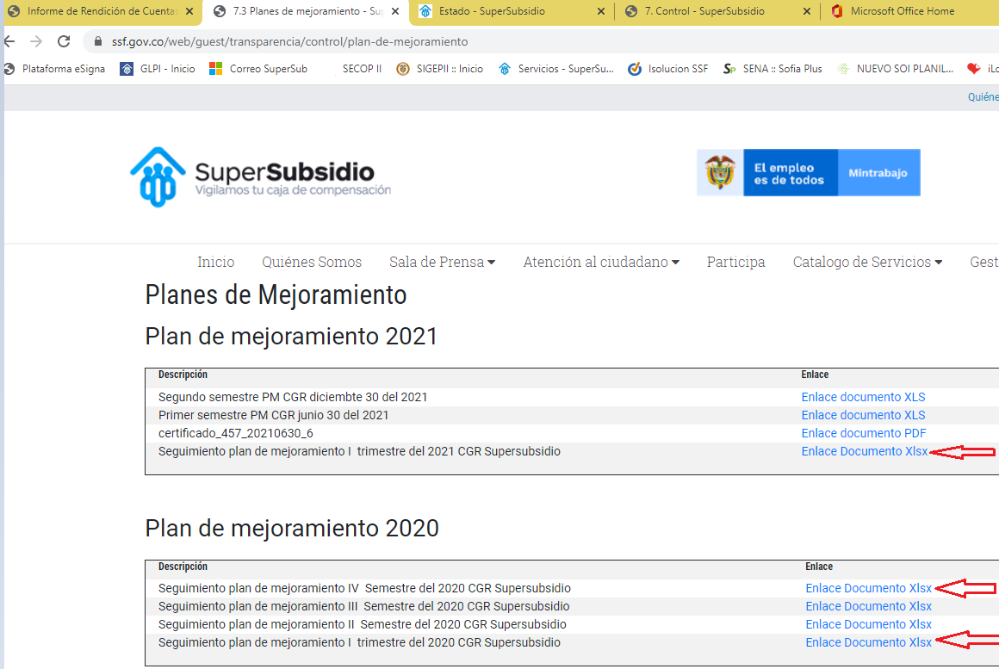 Informe de Rendición de Cuentas
7.3 Planes de mejoramiento - Su
Estado - SuperSubsidio
7. Control - SuperSubsidio
Microsoft Office Home
ssf.gov.co/web/guest/transparencia/control/plan-de-mejoramiento
Plataforma eSigna
GLPI - Inicio
Correo SuperSub
SECOP II
SIGEPII :: Inicio
Servicios - SuperSu...
Isolucion SSF
SENA :: Sofia Plus
NUEVO SOI PLANIL...
iLo
Quiéne
SuperSubsidio
Vigilamos tu caja de compensación
El empleo
es de todos
Mintrabajo
Inicio
Quiénes Somos
Sala de Prensa
Atención al ciudadano
Participa
Catalogo de Servicios
Gest
Planes de Mejoramiento
Plan de mejoramiento 2021
Descripción Enlace
Segundo semestre PM CGR diciembte 30 del 2021 Enlace documento XLS
Primer semestre PM CGR junio 30 del 2021 Enlace documento XLS
certificado_457_20210630_6 Enlace documento PDF
Seguimiento plan de mejoramiento I trimestre del 2021 CGR Supersubsidio Enlace Documento Xlsx
Plan de mejoramiento 2020
Descripción Enlace
Seguimiento plan de mejoramiento IV Semestre del 2020 CGR Supersubsidio Enlace Documento Xlsx
Seguimiento plan de mejoramiento III Semestre del 2020 CGR Supersubsidio Enlace Documento Xlsx
Seguimiento plan de mejoramiento II Semestre del 2020 CGR Supersubsidio Enlace Documento Xlsx
Seguimiento plan de mejoramiento I trimestre del 2020 CGR Supersubsidio Enlace Documento Xlsx